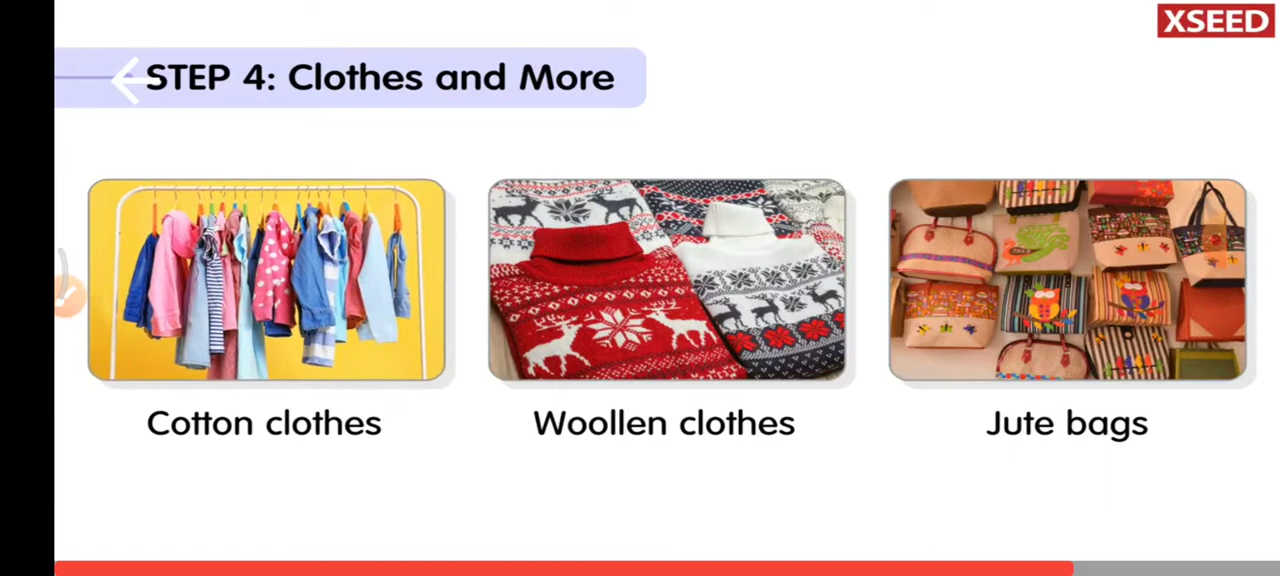 XSEED
STEP 4: Clothes and More
Cotton clothes
Woollen clothes
Jute bags